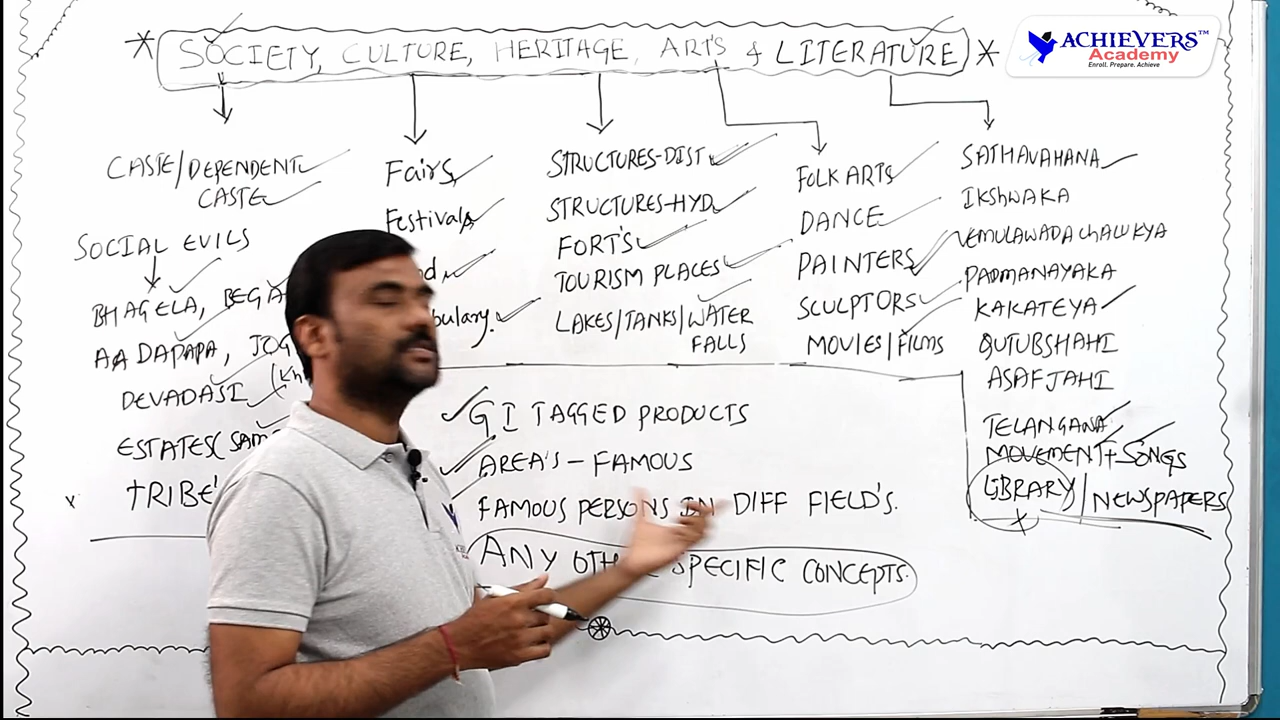 * SOCIETY, CULTURE, HERITAGE, ARTS & LITERATURE *
ACHIEVERS™
Academy
Enroll. Prepare. Achieve
CASTE/DEPENDENT
CASTE
SOCIAL EVILS
BHAGELA,
DEVADASI
ESTATES(
TRIBE'
Fairs,
Festivals
STRUCTURES-DIST
STRUCTURES-HYD
FORT'S
TOURISM PLACES
LAKES/TANKS/WATER
FALLS
FOLK ARTS
DANCE
PAINTERS
SCULPTORS
MOVIES/FILMS
SATHAVAHANA
IKSHWAKA
VEMULAWADA CHALUKYA
PADMANAYAKA
KAKATEYA
QUTUBSHAHI
ASAFJAHI
TELANGANA
MOVEMENT+SONGS
LIBRARY/NEWSPAPERS
GI TAGGED PRODUCTS
AREA'S - FAMOUS
FAMOUS PERSONS IN DIFF FIELD'S.
ANY SPECIFIC CONCEPTS.